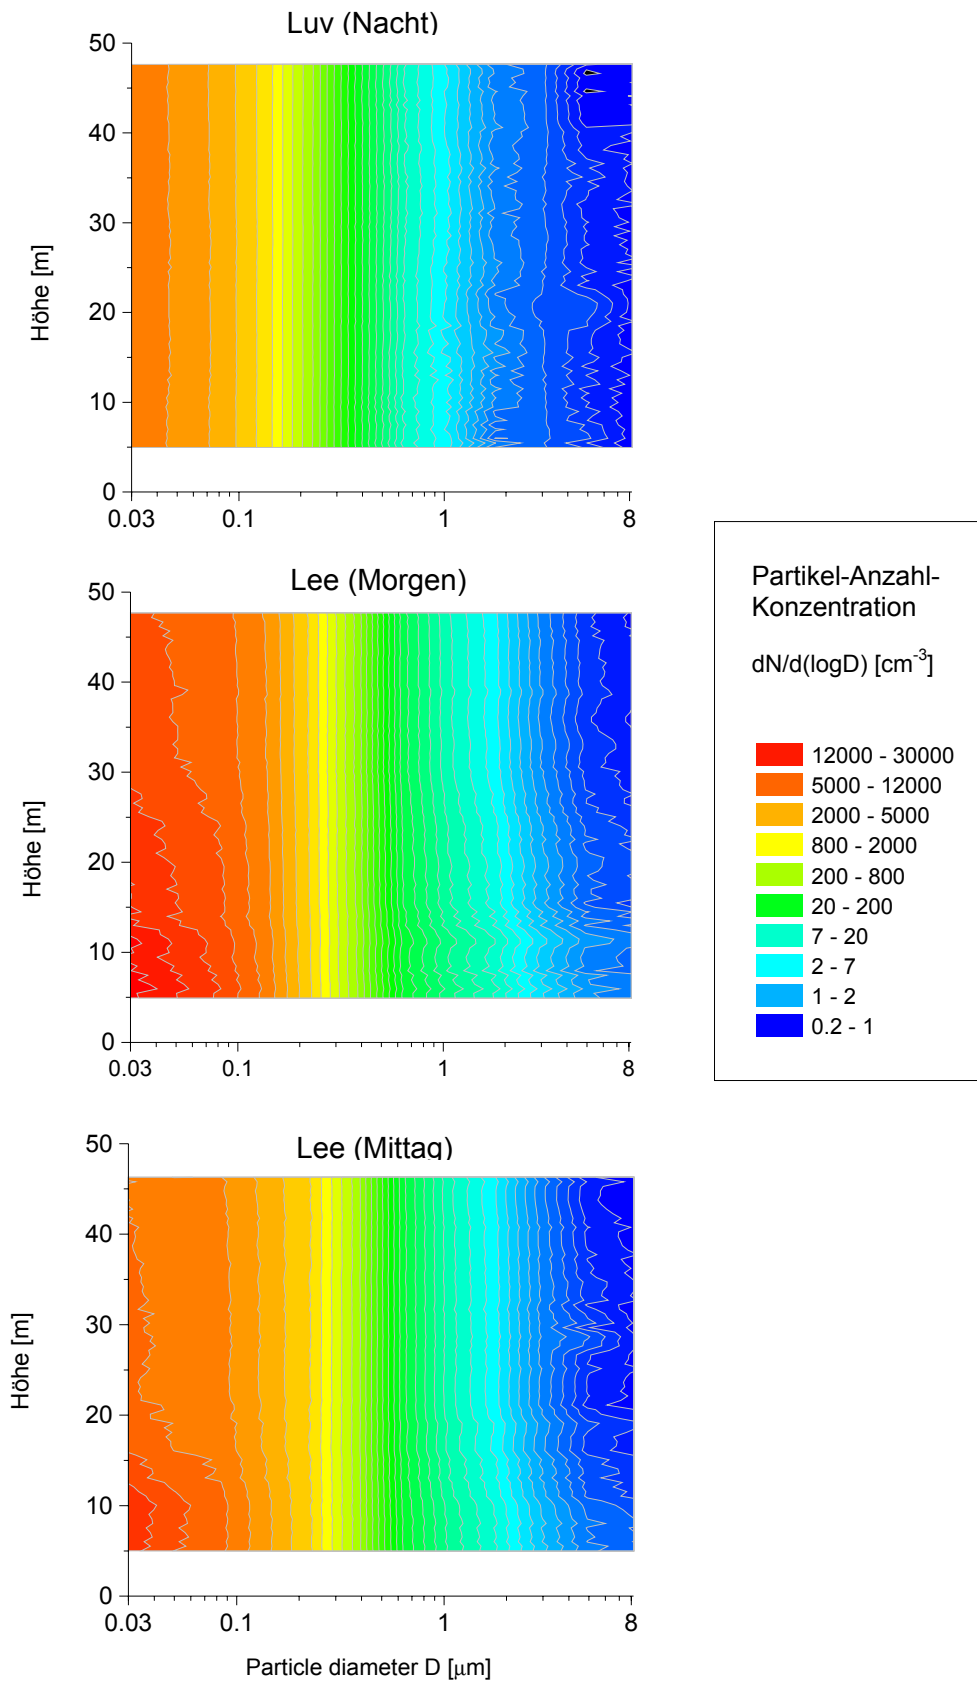 Luv (Nacht)
50
40
30
20
10
0
Höhe [m]
0.03 0.1 1 8
Lee (Morgen)
50
40
30
20
10
0
Höhe [m]
0.03 0.1 1 8
Partikel-Anzahl-
Konzentration
dN/d(logD) [cm-3]
12000 - 30000
5000 - 12000
2000 - 5000
800 - 2000
200 - 800
20 - 200
7 - 20
2 - 7
1 - 2
0.2 - 1
Lee (Mittag)
50
40
30
20
10
0
Höhe [m]
0.03 0.1 1 8
Particle diameter D [μm]